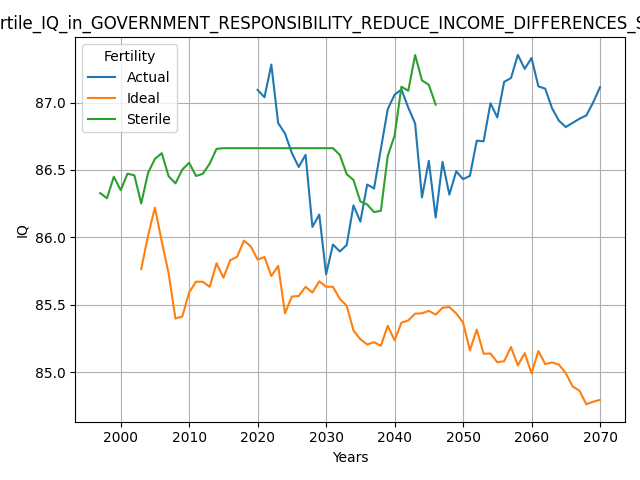 rtile_IQ_in_GOVERNMENT_RESPONSIBILITY_REDUCE_INCOME_DIFFERENCES_S
Fertility
Actual
Ideal
Sterile
87.0
86.5
86.0
85.5
85.0
IQ
2000 2010 2020 2030 2040 2050 2060 2070
Years